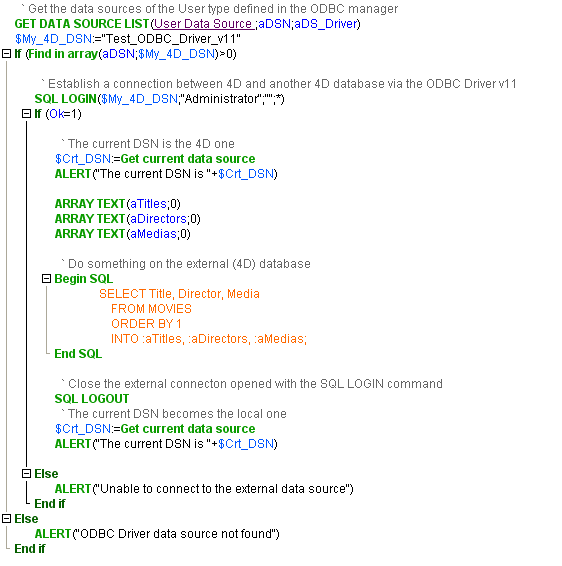 ` Get the data sources of the User type defined in the ODBC manager
GET DATA SOURCE LIST(User Data Source ;aDSN;aDS_Driver)
$My_4D_DSN:="Test_ODBC_Driver_v11"
If (Find in array(aDSN;$My_4D_DSN)>0)
` Establish a connection between 4D and another 4D database via the ODBC Driver v11
SQL LOGIN($My_4D_DSN;"Administrator";"";*)
If (Ok=1)
` The current DSN is the 4D one
$Crt_DSN:=Get current data source
ALERT("The current DSN is "+$Crt_DSN)
ARRAY TEXT(aTitles;0)
ARRAY TEXT(aDirectors;0)
ARRAY TEXT(aMedias;0)
` Do something on the external (4D) database
Begin SQL
SELECT Title, Director, Media
FROM MOVIES
ORDER BY 1
INTO :aTitles, :aDirectors, :aMedias;
End SQL
` Close the external connecton opened with the SQL LOGIN command
SQL LOGOUT
` The current DSN becomes the local one
$Crt_DSN:=Get current data source
ALERT("The current DSN is "+$Crt_DSN)
Else
ALERT("Unable to connect to the external data source")
End if
Else
ALERT("ODBC Driver data source not found")
End if